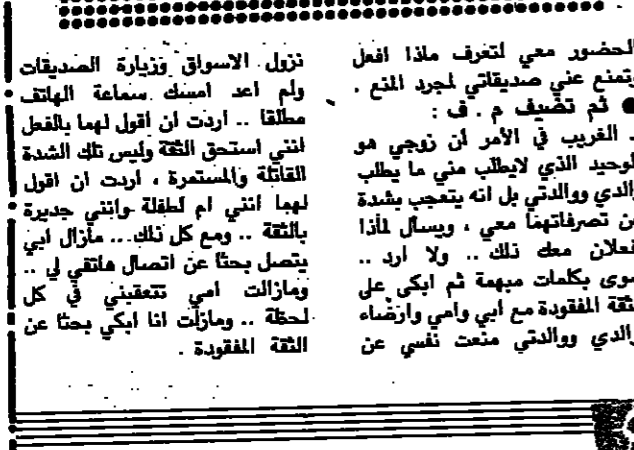 الحضور معي لتعرف ماذا افعل
وتمنع عني صديقاتي لمجرد المنع .
● ثم تضيف م . ف :
. الغريب في الأمر أن زوجي هو
الوحيد الذي لايطلب مني ما يطلب
والدي ووالدتي بل انه يتعجب بشدة
من تصرفاتهما معي ، ويسأل لماذا
يفعلان معك ذلك .. ولا ارد ..
سوى بكلمات مبهمة ثم ابكى على
الثقة المفقودة مع ابي وامي وارضاء
والدي ووالدتي منعت نفسي عن
نزول الاسواق وزيارة الصديقات
ولم اعد امسك سماعة الهاتف
مطلقا .. اردت ان اقول لهما بالفعل
انني استحق الثقة وليس تلك الشدة
القاتلة والمستمرة ، اردت ان اقول
لهما انني ام لطفلة وانني جديرة
بالثقة .. ومع كل ذلك ... مازال ابي
يتصل بحثا عن اتصال هاتفي لي ..
ومازالت امي تتعقبني في كل
لحظة .. ومازلت انا ابكي بحثا عن
الثقة المفقودة .